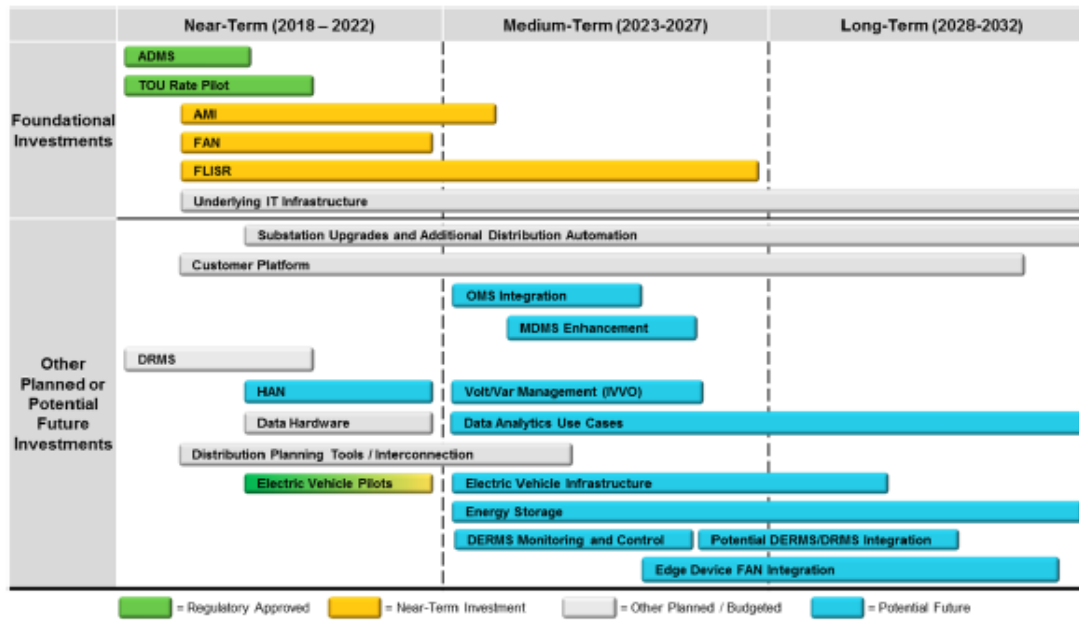 Near-Term (2018 – 2022)
Medium-Term (2023-2027)
Long-Term (2028-2032)
Foundational
Investments
ADMS
TOU Rate Pilot
AMI
FAN
FLISR
Underlying IT Infrastructure
Other
Planned or
Potential
Future
Investments
Substation Upgrades and Additional Distribution Automation
Customer Platform
OMS Integration
MDMS Enhancement
DRMS
HAN
Volt/Var Management (IVVO)
Data Hardware
Data Analytics Use Cases
Distribution Planning Tools / Interconnection
Electric Vehicle Pilots
Electric Vehicle Infrastructure
Energy Storage
DERMS Monitoring and Control
Potential DERMS/DRMS Integration
Edge Device FAN Integration
= Regulatory Approved
= Near-Term Investment
= Other Planned / Budgeted
= Potential Future